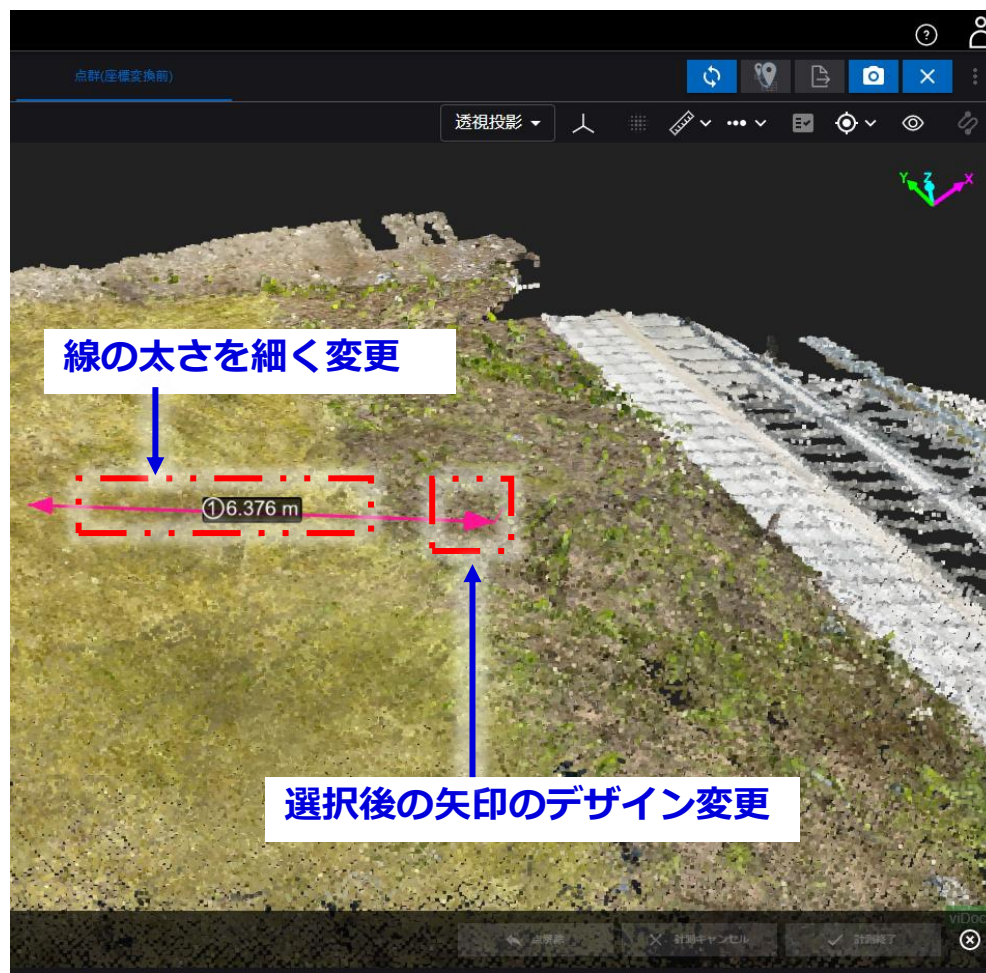 点群(座標変換前)
透視投影
Y Z X
線の太さを細く変更
①6.376 m
選択後の矢印のデザイン変更
viDoc
計測キャンセル
計測終了